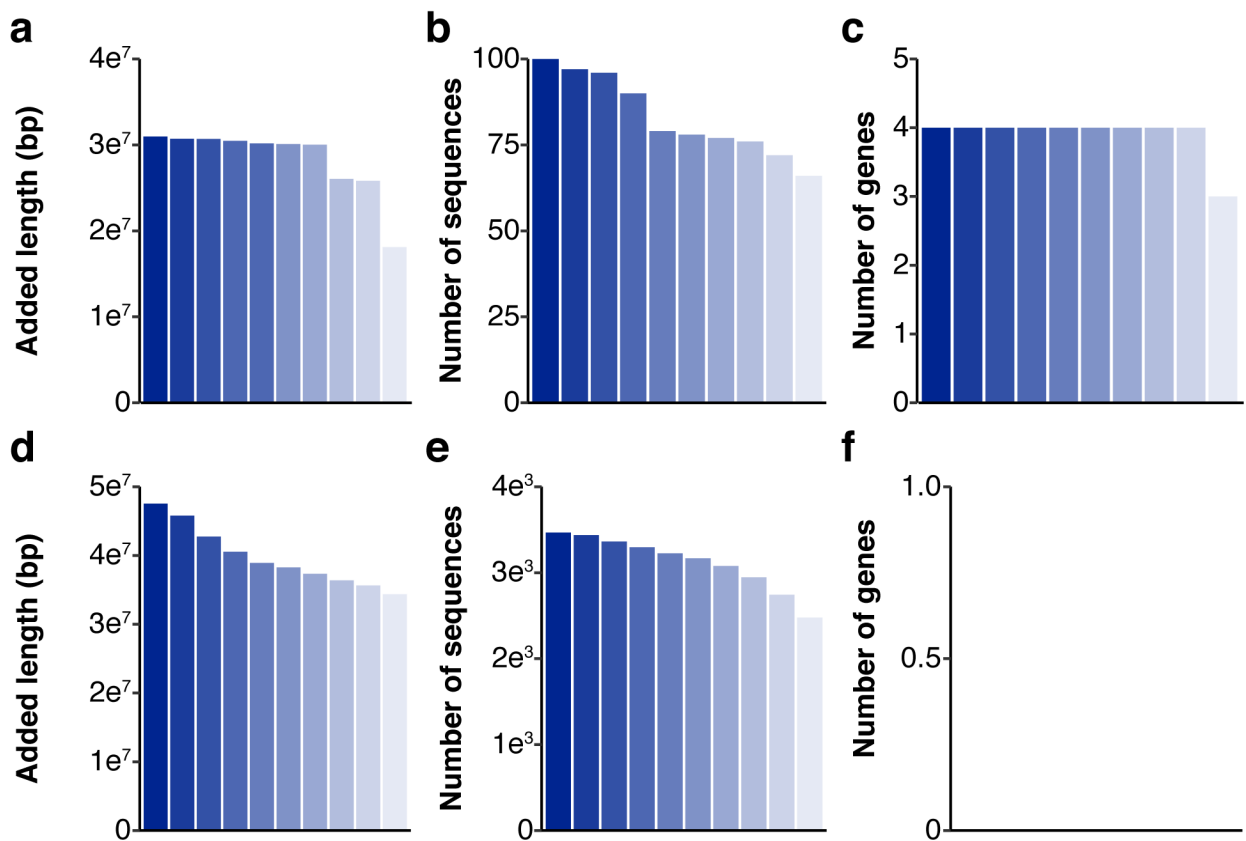 a
Added length (bp)
4e⁷
3e⁷
2e⁷
1e⁷
0
b
Number of sequences
100
75
50
25
0
c
Number of genes
5
4
3
2
1
0
d
Added length (bp)
5e⁷
4e⁷
3e⁷
2e⁷
1e⁷
0
e
Number of sequences
4e³
3e³
2e³
1e³
0
f
Number of genes
1.0
0.5
0